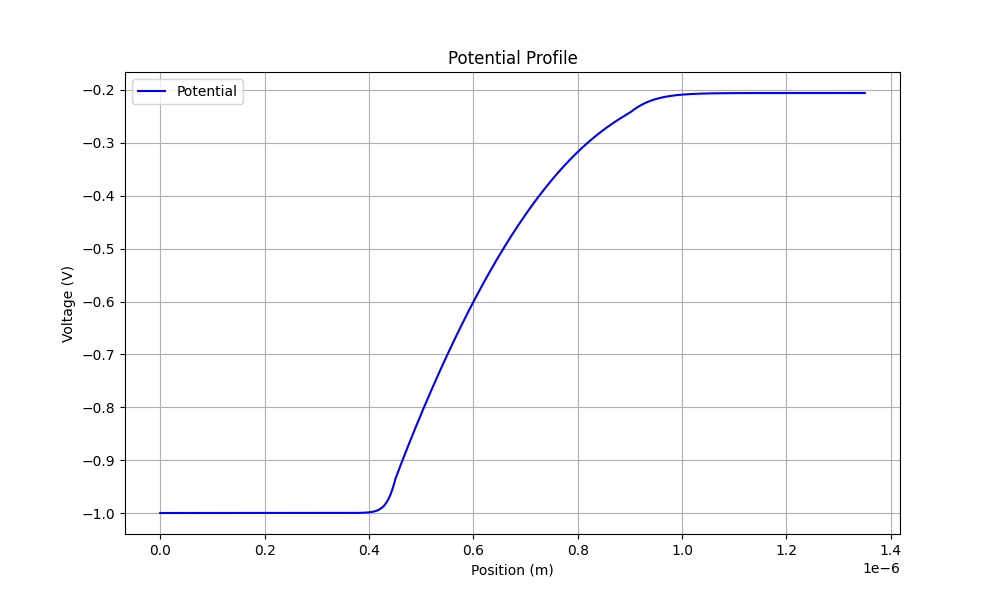 Potential Profile
Potential
Voltage (V)
−0.2
−0.3
−0.4
−0.5
−0.6
−0.7
−0.8
−0.9
−1.0
0.0 0.2 0.4 0.6 0.8 1.0 1.2 1.4
1e−6
Position (m)